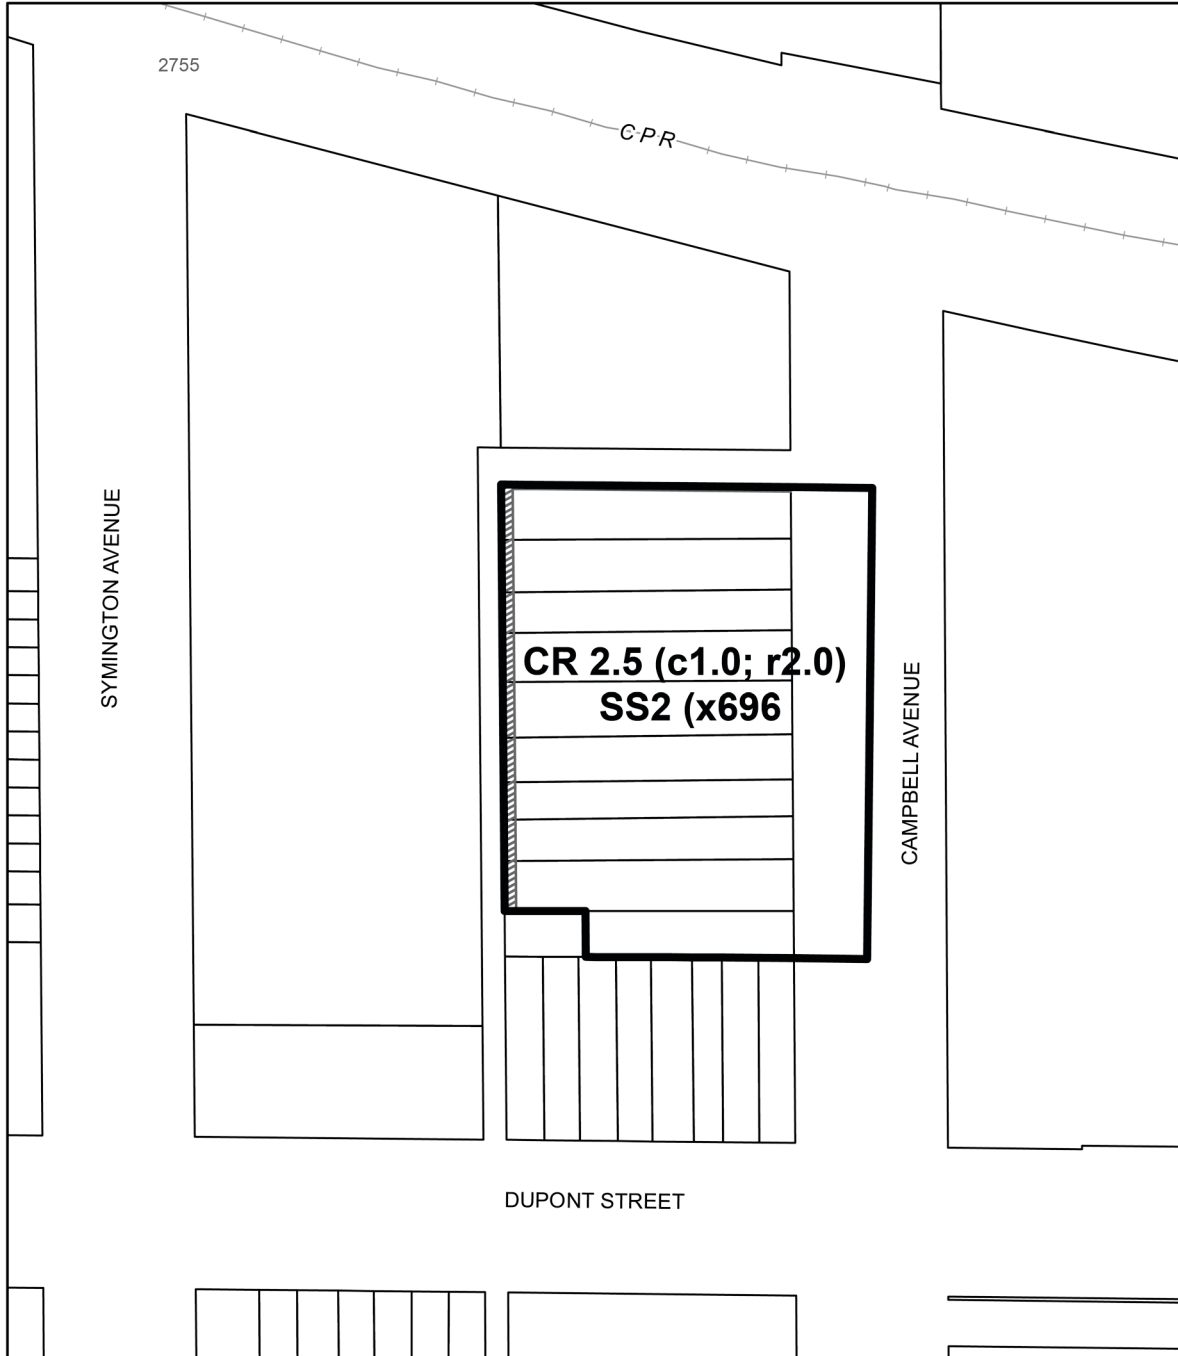 2755
CPR
SYMINGTON AVENUE
CR 2.5 (c1.0; r2.0)
SS2 (x696
CAMPBELL AVENUE
DUPONT STREET